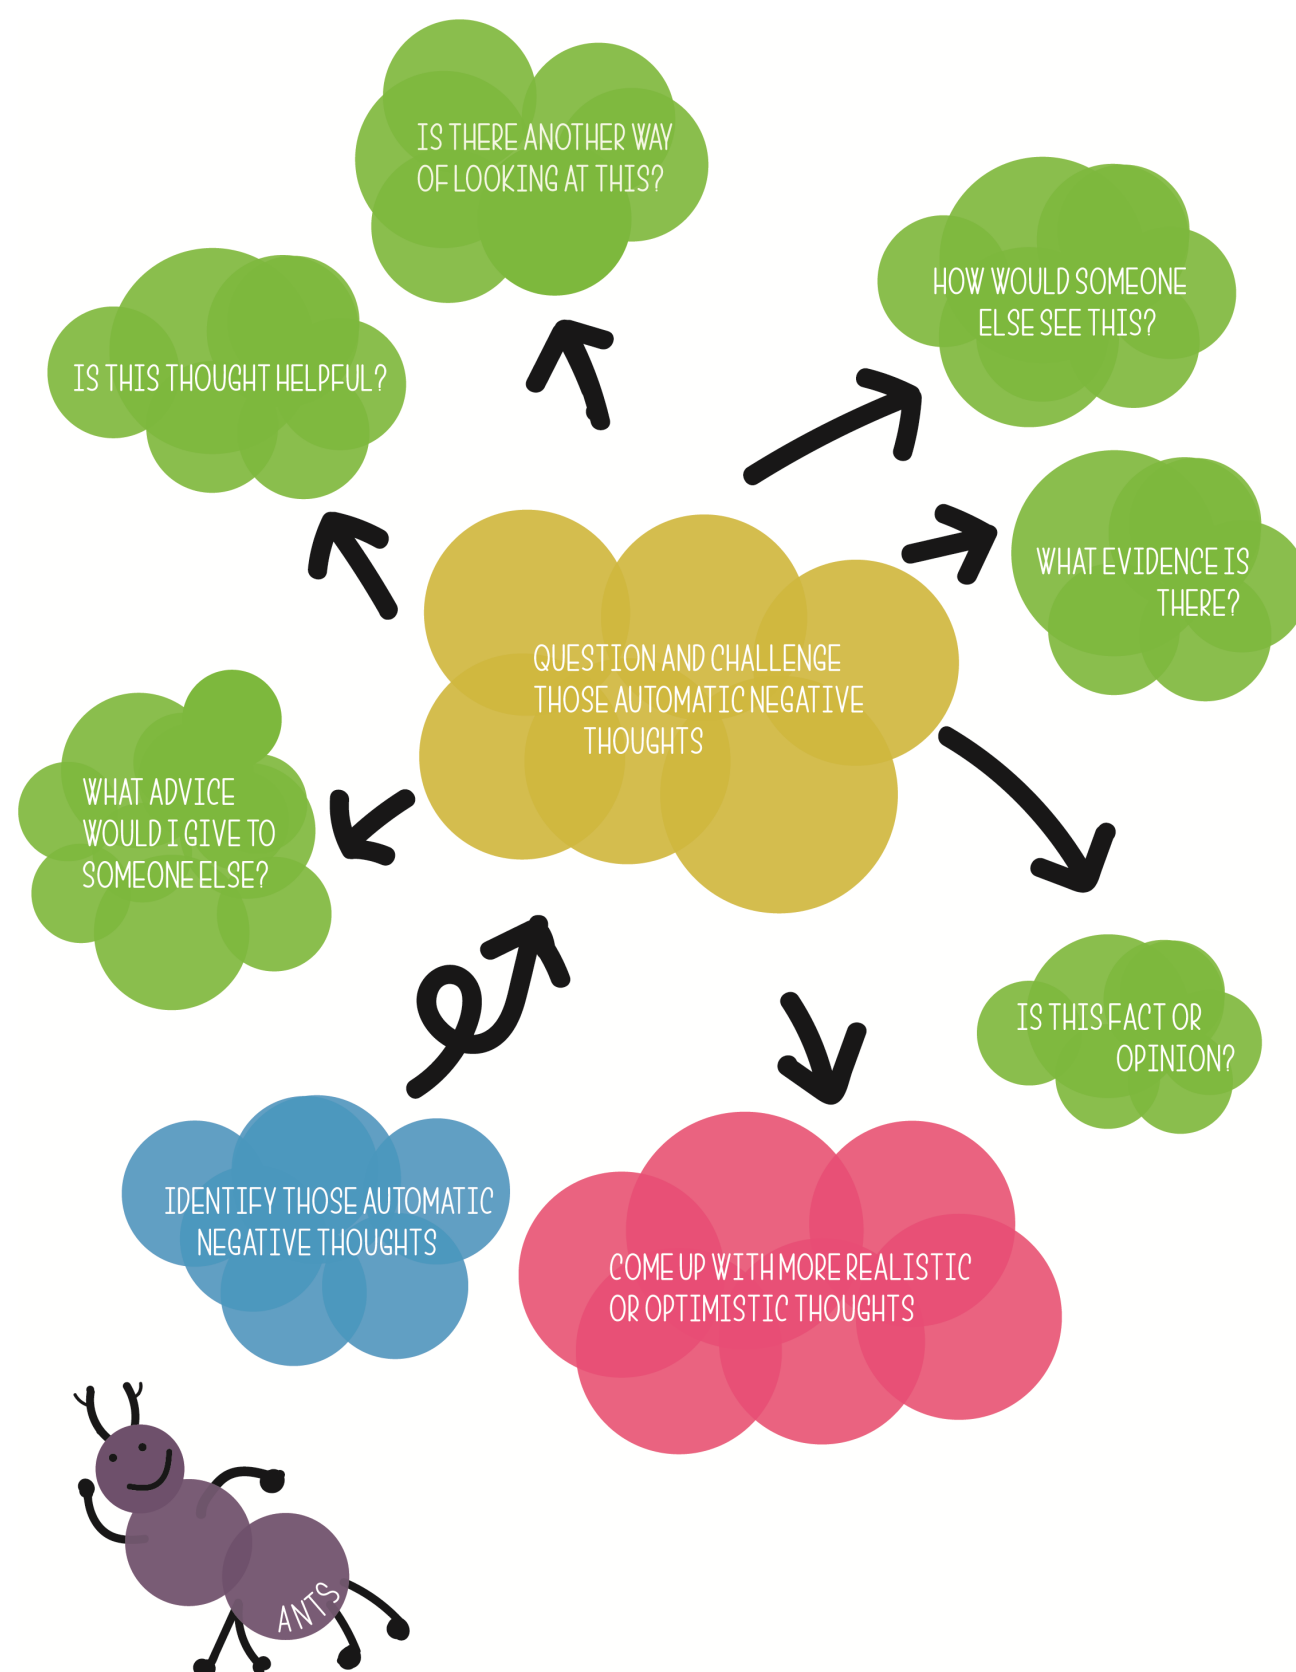 IS THERE ANOTHER WAY
OF LOOKING AT THIS?
HOW WOULD SOMEONE
ELSE SEE THIS?
IS THIS THOUGHT HELPFUL?
WHAT EVIDENCE IS
THERE?
QUESTION AND CHALLENGE
THOSE AUTOMATIC NEGATIVE
THOUGHTS
WHAT ADVICE
WOULD I GIVE TO
SOMEONE ELSE?
IS THIS FACT OR
OPINION?
IDENTIFY THOSE AUTOMATIC
NEGATIVE THOUGHTS
COME UP WITH MORE REALISTIC
OR OPTIMISTIC THOUGHTS
ANTS